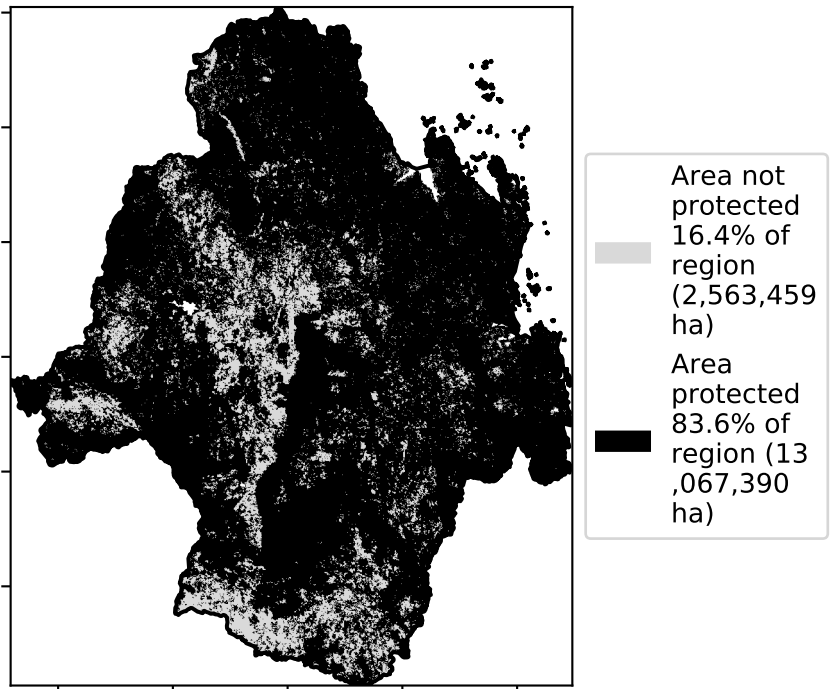 Area not
protected
16.4% of
region
(2,563,459
ha)
Area
protected
83.6% of
region (13
,067,390
ha)